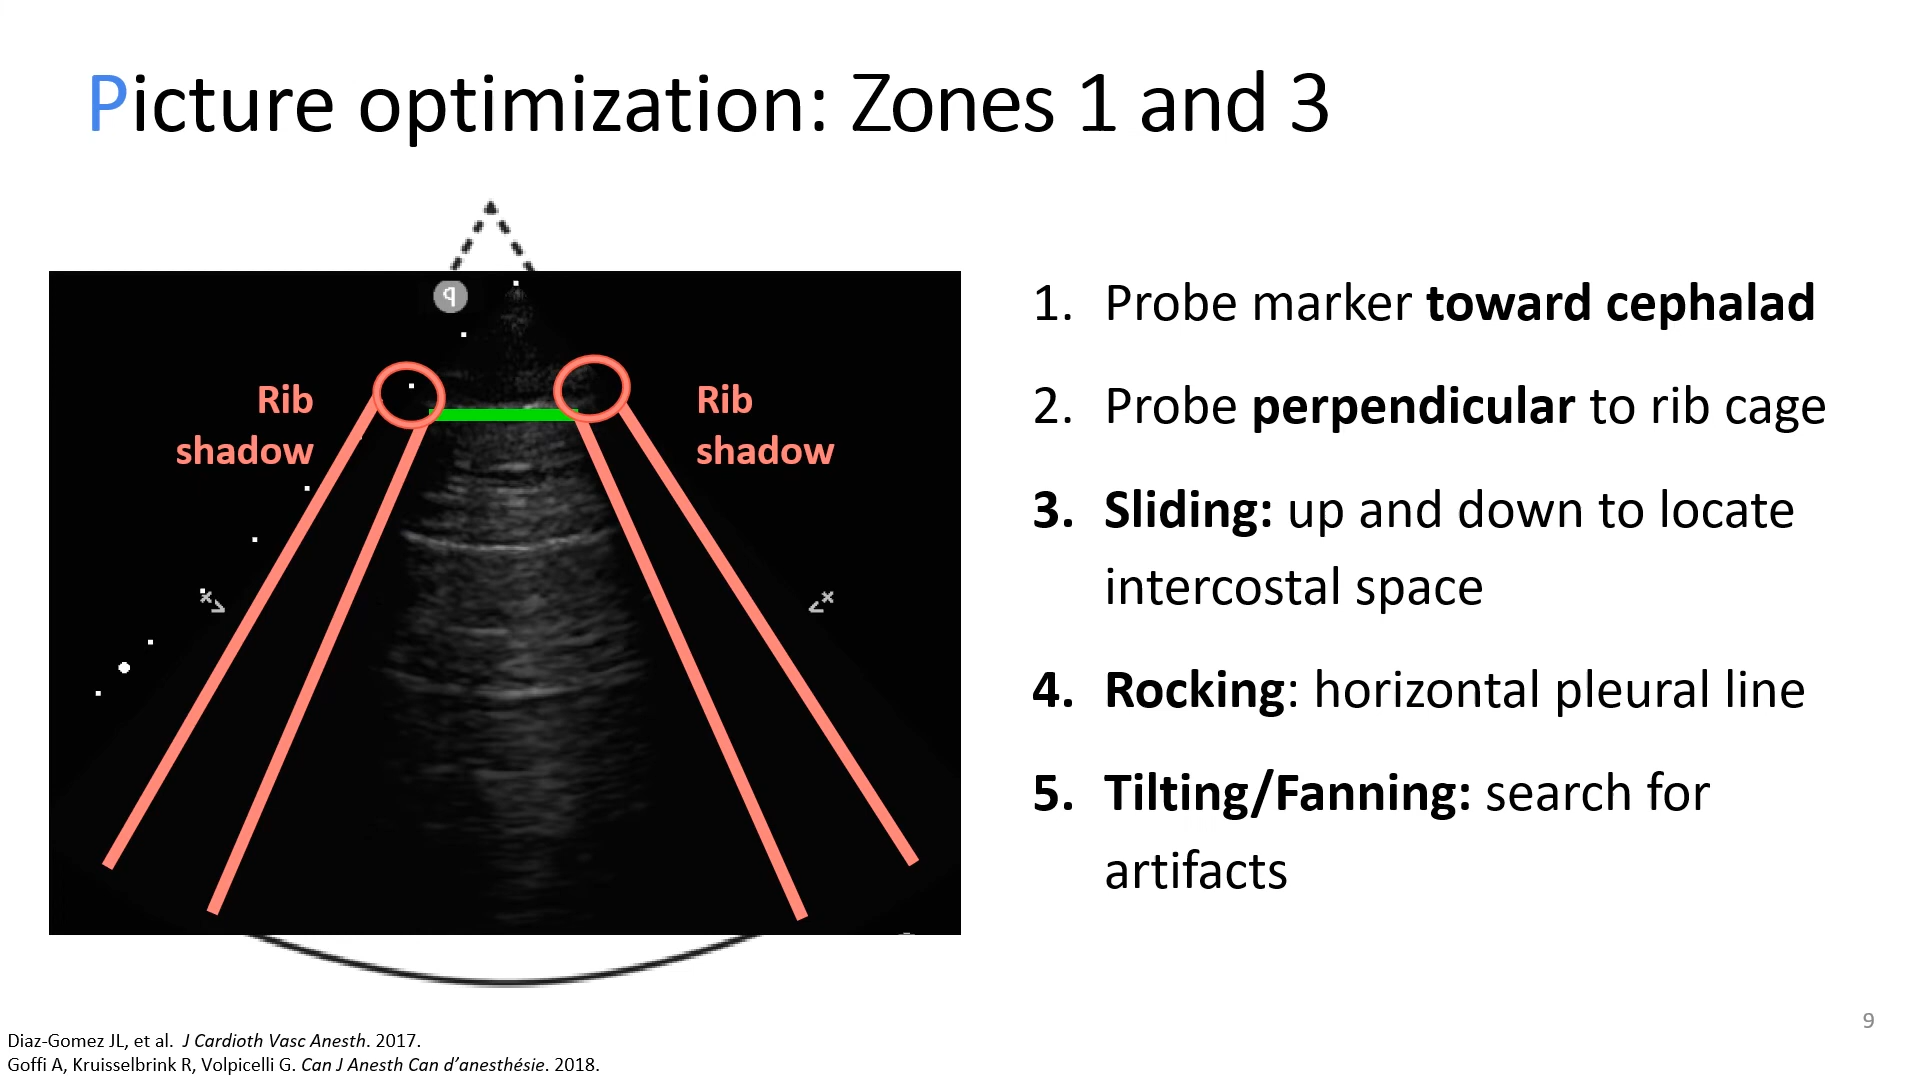 Picture optimization: Zones 1 and 3
Rib
shadow
Rib
shadow
1. Probe marker toward cephalad
2. Probe perpendicular to rib cage
3. Sliding: up and down to locate
intercostal space
4. Rocking: horizontal pleural line
5. Tilting/Fanning: search for
artifacts
Diaz-Gomez JL, et al. J Cardioth Vasc Anesth. 2017.
Goffi A, Kruisselbrink R, Volpicelli G. Can J Anesth Can d’anesthésie. 2018.
9